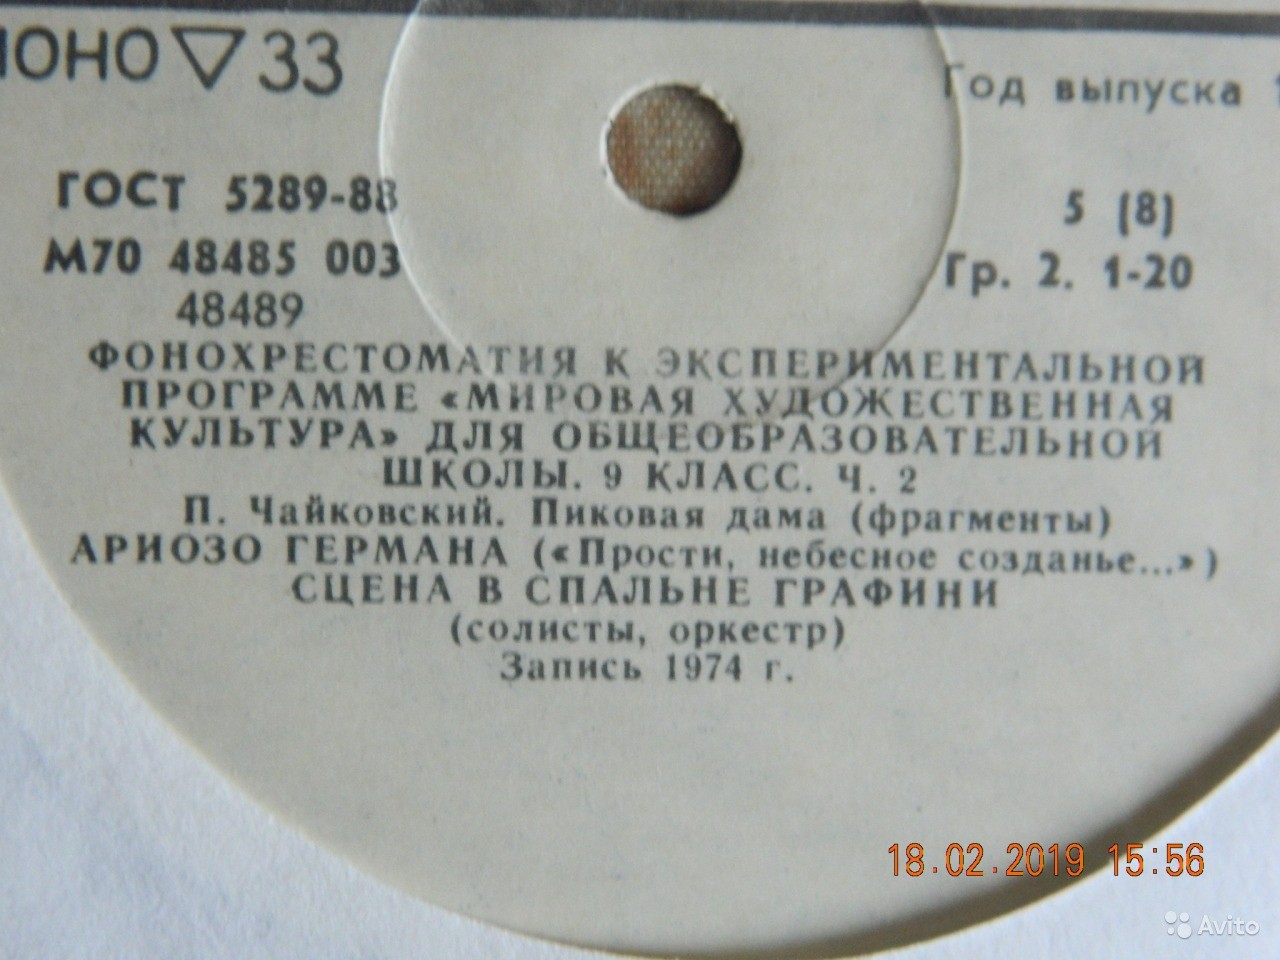 МОНО ▽ 33
Год выпуска
ГОСТ 5289-88
5 (8)
М70 48485 003
Гр. 2. 1-20
48489
ФОНОХРЕСТОМАТИЯ К ЭКСПЕРИМЕНТАЛЬНОЙ
ПРОГРАММЕ «МИРОВАЯ ХУДОЖЕСТВЕННАЯ
КУЛЬТУРА» ДЛЯ ОБЩЕОБРАЗОВАТЕЛЬНОЙ
ШКОЛЫ. 9 КЛАСС. Ч. 2
П. Чайковский. Пиковая дама (фрагменты)
АРИОЗО ГЕРМАНА («Прости, небесное созданье...»)
СЦЕНА В СПАЛЬНЕ ГРАФИНИ
(солисты, оркестр)
Запись 1974 г.
18.02.2019 15:56
Avito